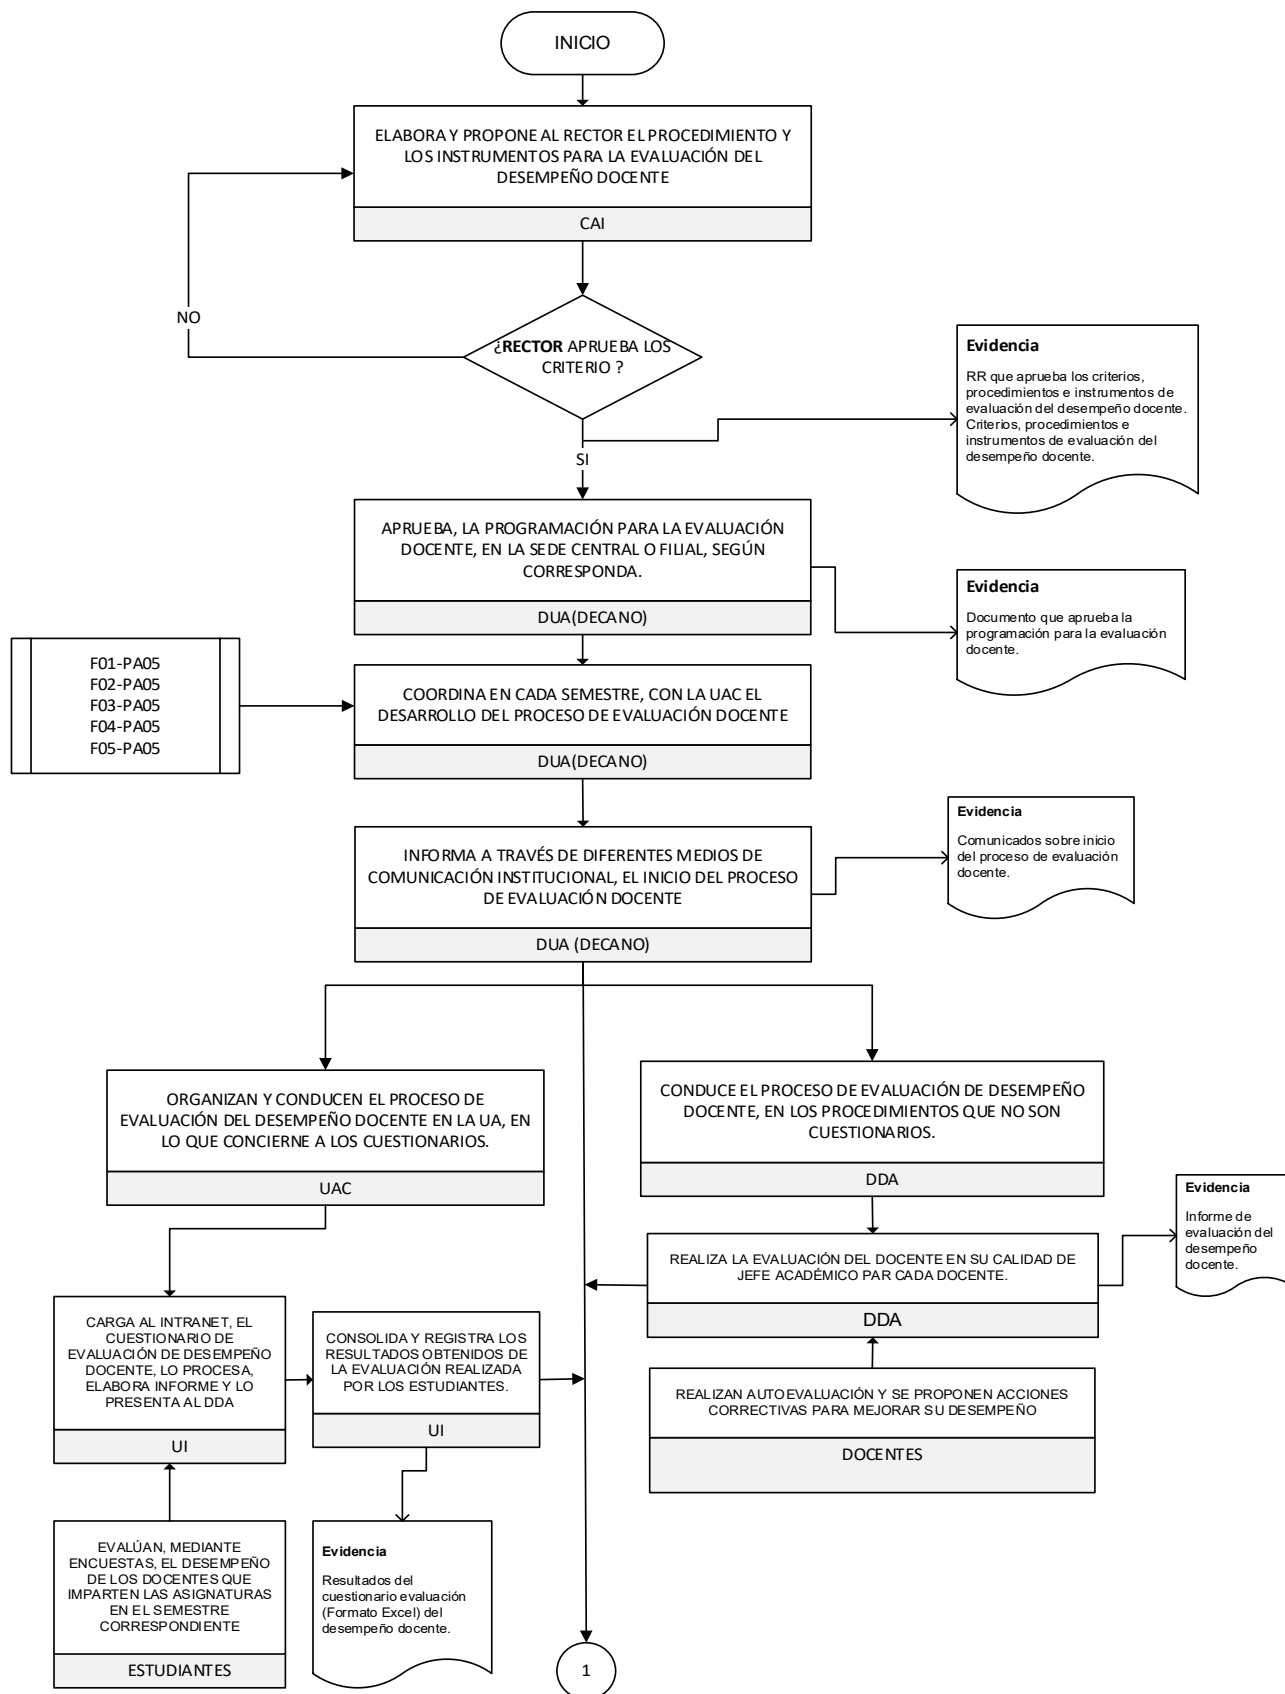 INICIO
ELABORA Y PROPONE AL RECTOR EL PROCEDIMIENTO Y
LOS INSTRUMENTOS PARA LA EVALUACIÓN DEL
DESEMPEÑO DOCENTE
CAI
NO
¿RECTOR APRUEBA LOS
CRITERIO ?
Evidencia
RR que aprueba los criterios,
procedimientos e instrumentos de
evaluación del desempeño docente.
Criterios, procedimientos e
instrumentos de evaluación del
desempeño docente.
SI
APRUEBA, LA PROGRAMACIÓN PARA LA EVALUACIÓN
DOCENTE, EN LA SEDE CENTRAL O FILIAL, SEGÚN
CORRESPONDA.
DUA(DECANO)
Evidencia
Documento que aprueba la
programación para la evaluación
docente.
F01-PA05
F02-PA05
F03-PA05
F04-PA05
F05-PA05
COORDINA EN CADA SEMESTRE, CON LA UAC EL
DESARROLLO DEL PROCESO DE EVALUACIÓN DOCENTE
DUA(DECANO)
INFORMA A TRAVÉS DE DIFERENTES MEDIOS DE
COMUNICACIÓN INSTITUCIONAL, EL INICIO DEL PROCESO
DE EVALUACIÓN DOCENTE
DUA (DECANO)
Evidencia
Comunicados sobre inicio
del proceso de evaluación
docente.
ORGANIZAN Y CONDUCEN EL PROCESO DE
EVALUACIÓN DEL DESEMPEÑO DOCENTE EN LA UA, EN
LO QUE CONCIERNE A LOS CUESTIONARIOS.
UAC
CONDUCE EL PROCESO DE EVALUACIÓN DE DESEMPEÑO
DOCENTE, EN LOS PROCEDIMIENTOS QUE NO SON
CUESTIONARIOS.
DDA
Evidencia
Informe de
evaluación del
desempeño
docente.
REALIZA LA EVALUACIÓN DEL DOCENTE EN SU CALIDAD DE
JEFE ACADÉMICO PAR CADA DOCENTE.
DDA
CARGA AL INTRANET, EL
CUESTIONARIO DE
EVALUACIÓN DE DESEMPEÑO
DOCENTE, LO PROCESA,
ELABORA INFORME Y LO
PRESENTA AL DDA
UI
CONSOLIDA Y REGISTRA LOS
RESULTADOS OBTENIDOS DE
LA EVALUACIÓN REALIZADA
POR LOS ESTUDIANTES.
UI
REALIZAN AUTOEVALUACIÓN Y SE PROPONEN ACCIONES
CORRECTIVAS PARA MEJORAR SU DESEMPEÑO
DOCENTES
EVALÚAN, MEDIANTE
ENCUESTAS, EL DESEMPEÑO
DE LOS DOCENTES QUE
IMPARTEN LAS ASIGNATURAS
EN EL SEMESTRE
CORRESPONDIENTE
ESTUDIANTES
Evidencia
Resultados del
cuestionario evaluación
(Formato Excel) del
desempeño docente.
1